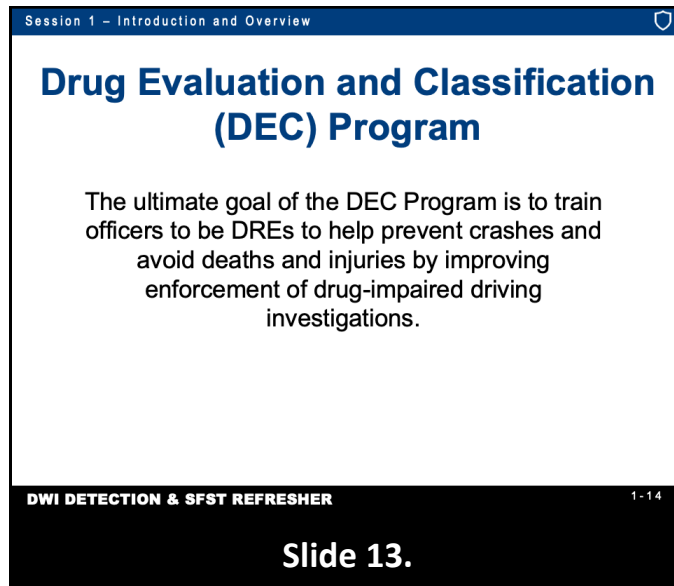 Session 1 – Introduction and Overview
Drug Evaluation and Classification
(DEC) Program
The ultimate goal of the DEC Program is to train
officers to be DREs to help prevent crashes and
avoid deaths and injuries by improving
enforcement of drug-impaired driving
investigations.
DWI DETECTION & SFST REFRESHER
1-14
Slide 13.